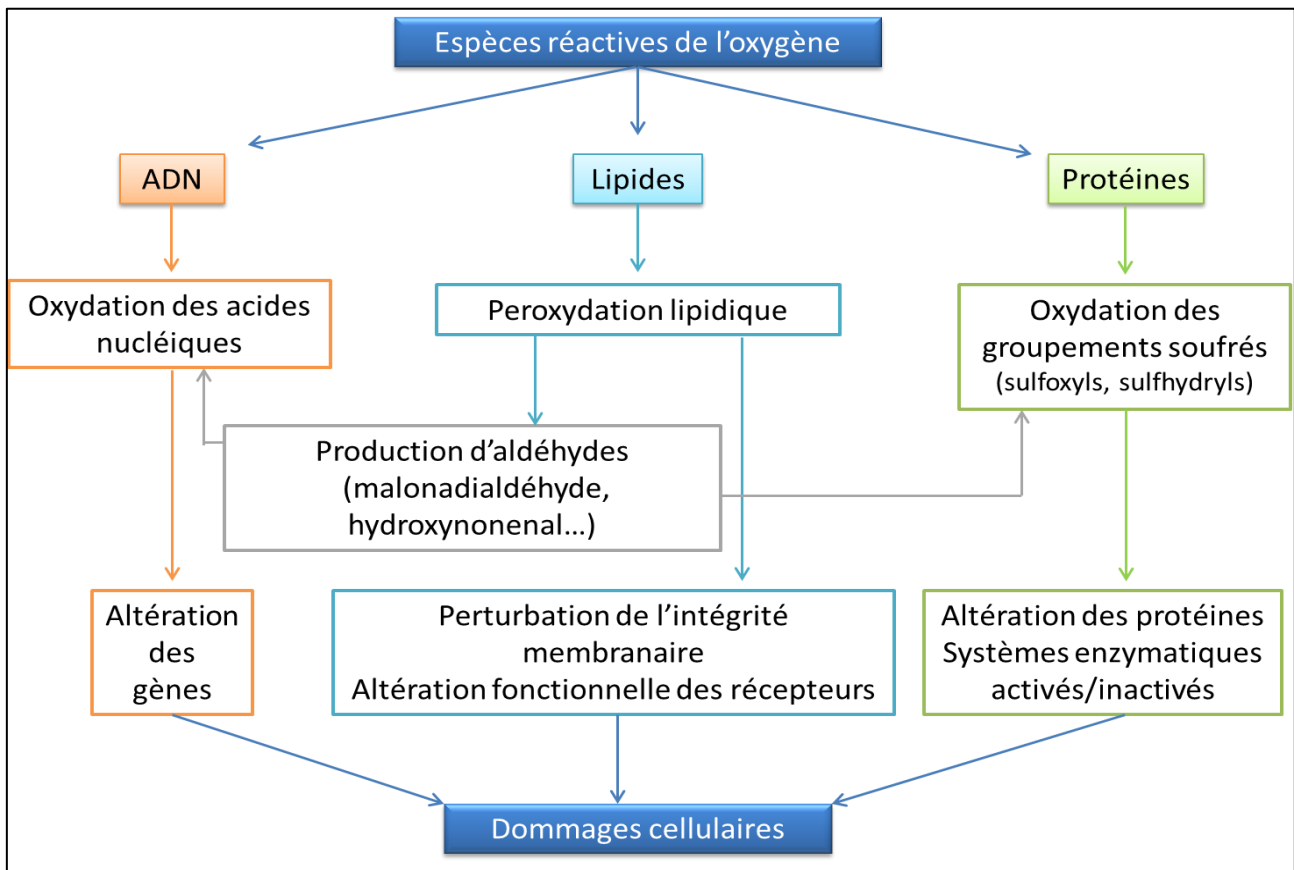 Espèces réactives de l'oxygène
ADN
Lipides
Protéines
Oxydation des acides
nucléiques
Peroxydation lipidique
Oxydation des
groupements soufrés
(sulfoxyls, sulfhydryls)
Production d'aldéhydes
(malonadialdéhyde,
hydroxynonenal...)
Altération
des
gènes
Perturbation de l'intégrité
membranaire
Altération fonctionnelle des récepteurs
Altération des protéines
Systèmes enzymatiques
activés/inactivés
Dommages cellulaires